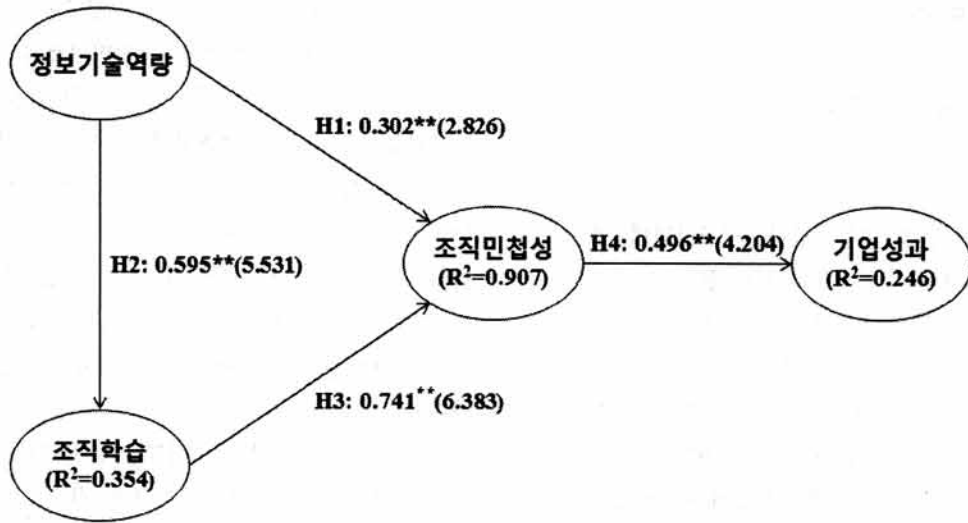 정보기술역량
H1: 0.302**(2.826)
H2: 0.595**(5.531)
조직민첩성
(R²=0.907)
H4: 0.496**(4.204)
기업성과
(R²=0.246)
H3: 0.741**(6.383)
조직학습
(R²=0.354)